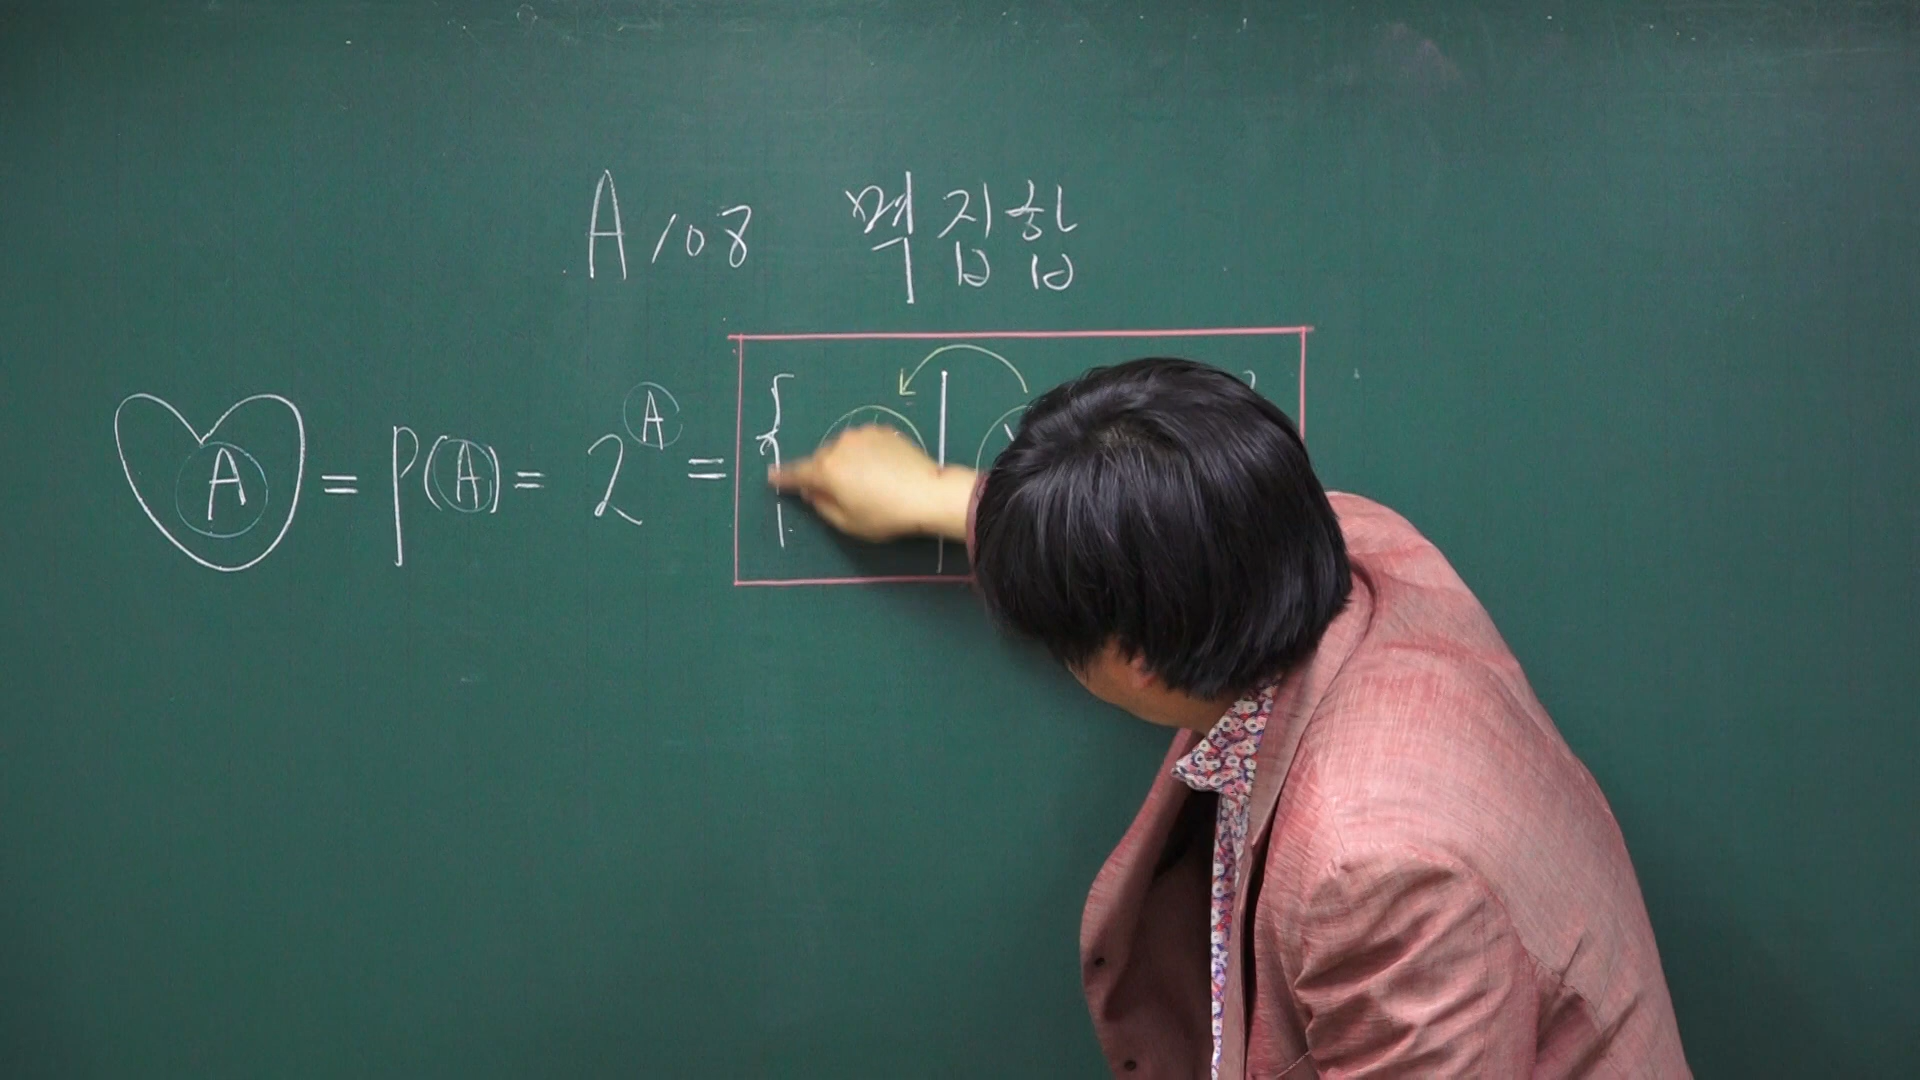 A108 멱집합
A = P(A) = 2^A = {